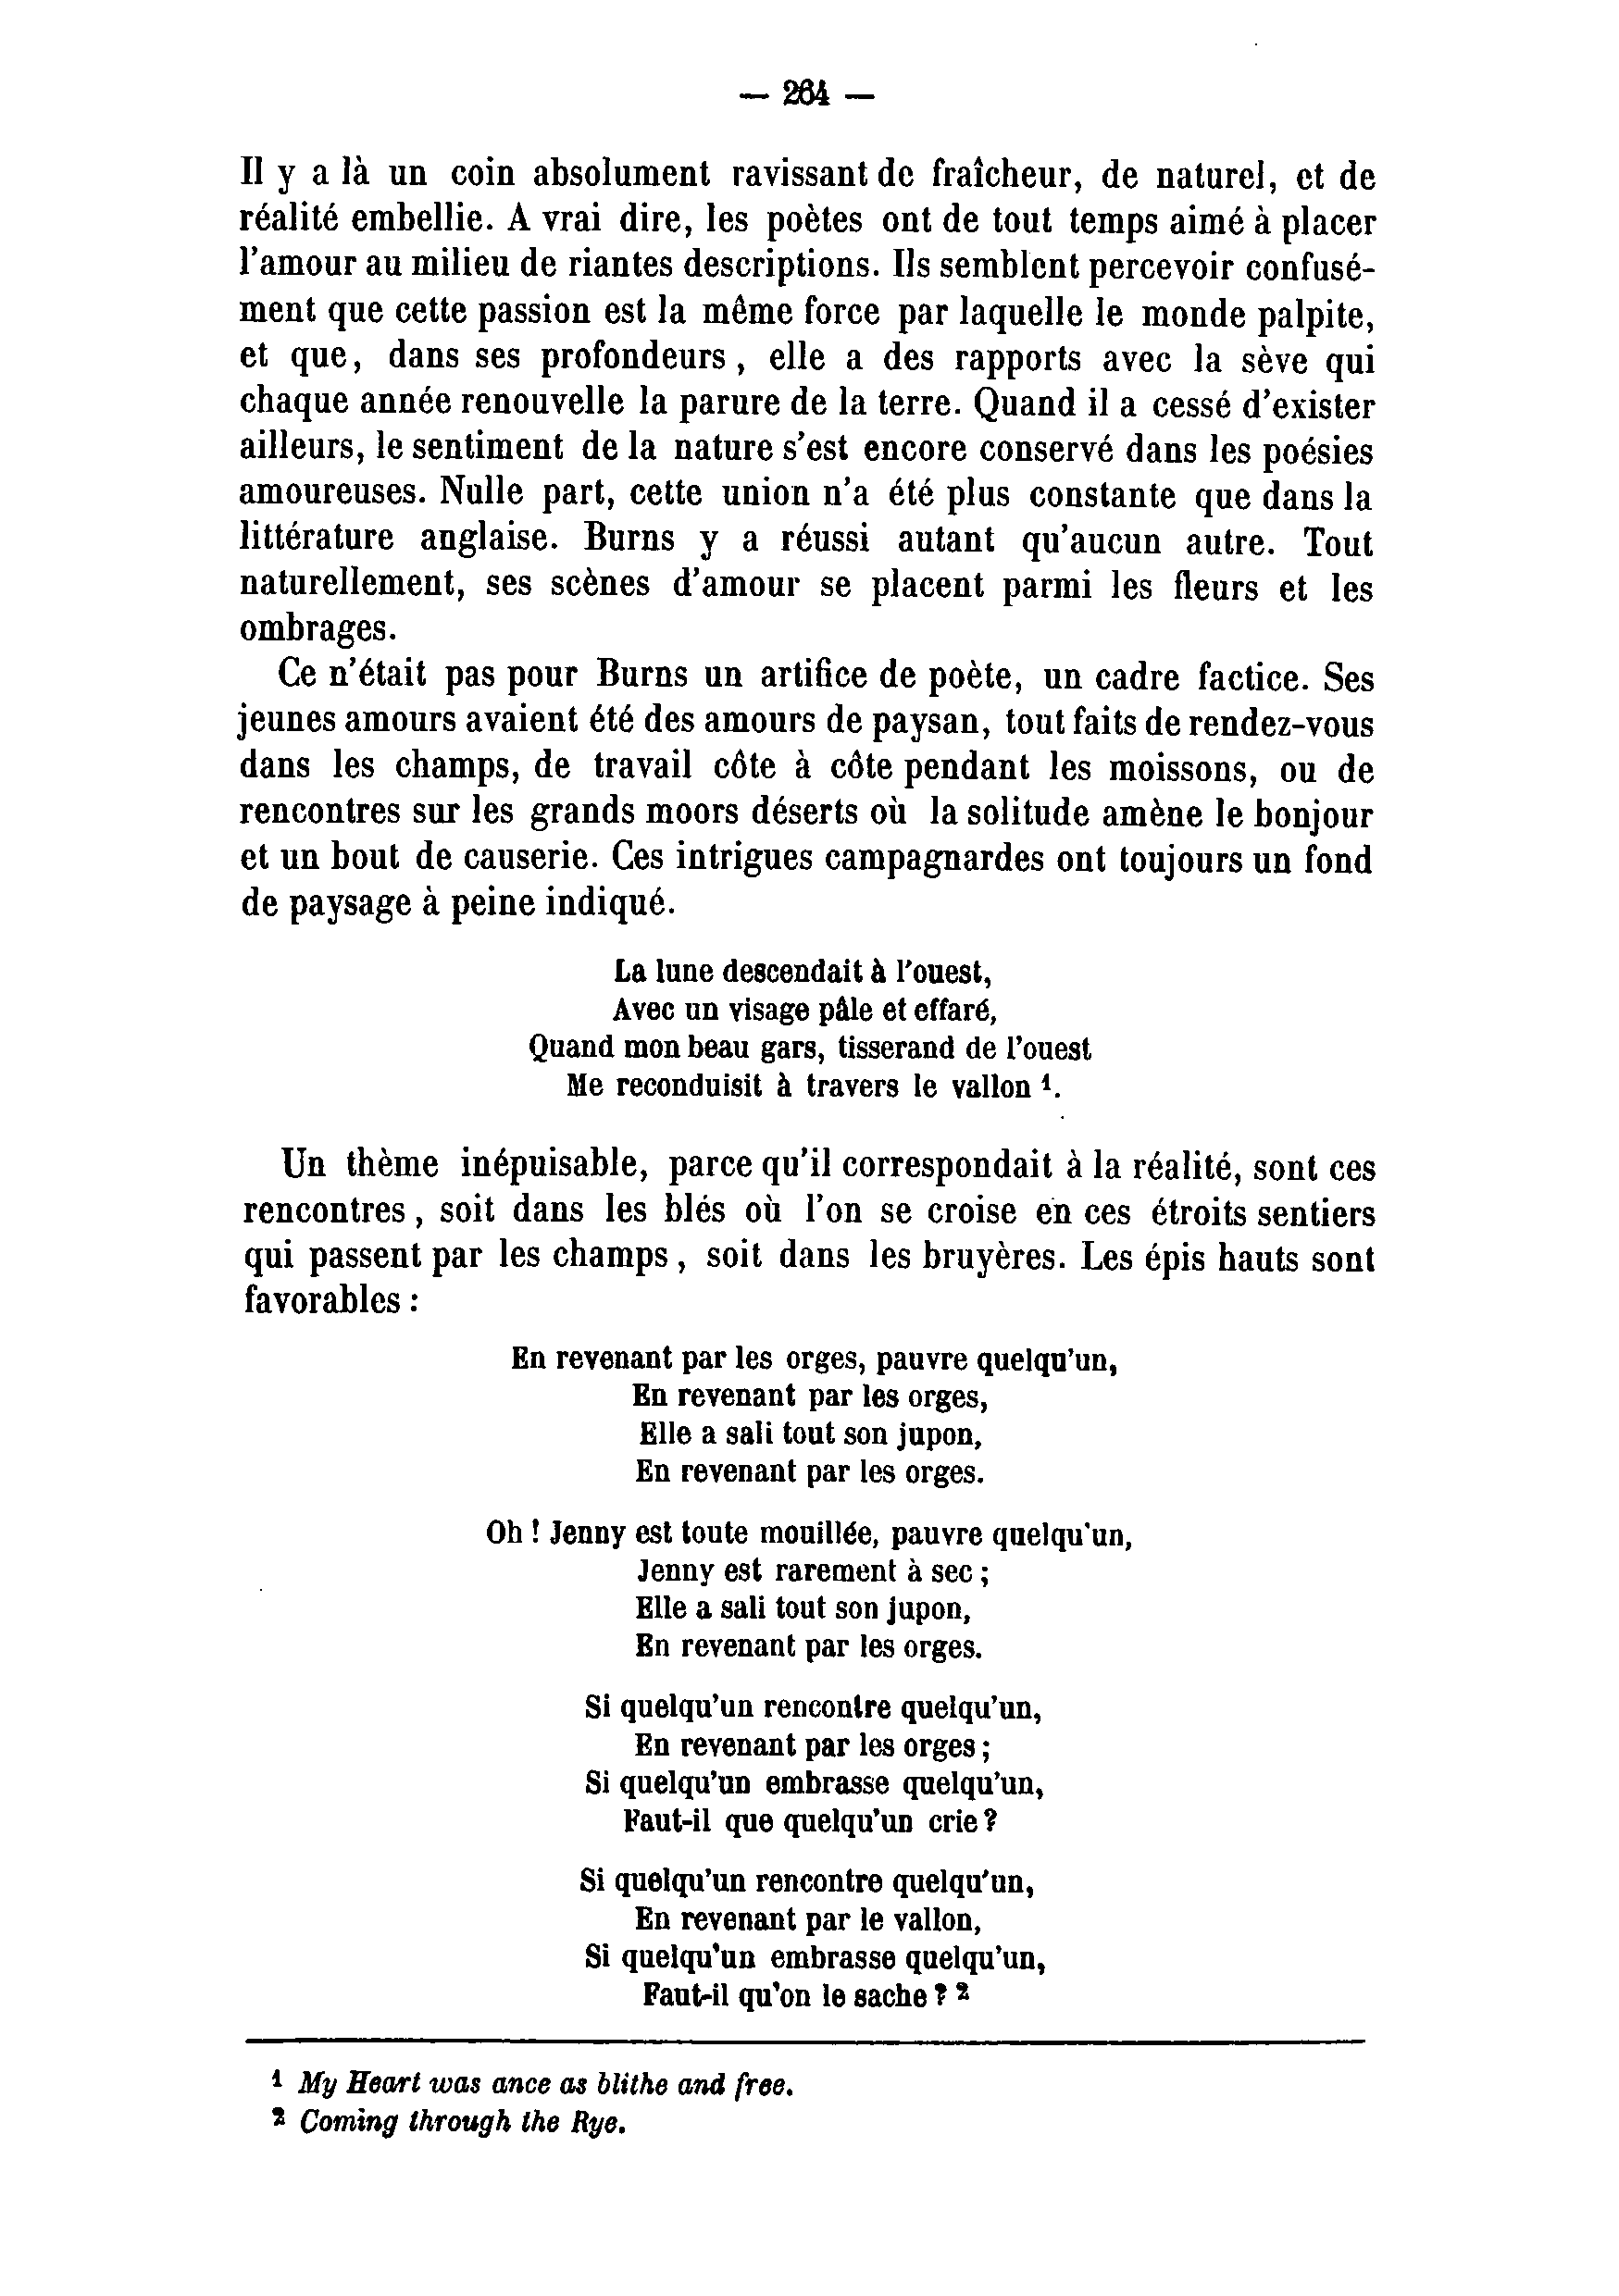 — 264 —
Il y a là un coin absolument ravissant de fraîcheur, de naturel, et de
réalité embellie. A vrai dire, les poètes ont de tout temps aimé à placer
l'amour au milieu de riantes descriptions. Ils semblent percevoir confusé-
ment que cette passion est la même force par laquelle le monde palpite,
et que, dans ses profondeurs, elle a des rapports avec la sève qui
chaque année renouvelle la parure de la terre. Quand il a cessé d'exister
ailleurs, le sentiment de la nature s'est encore conservé dans les poésies
amoureuses. Nulle part, cette union n'a été plus constante que dans la
littérature anglaise. Burns y a réussi autant qu'aucun autre. Tout
naturellement, ses scènes d'amour se placent parmi les fleurs et les
ombrages.
Ce n'était pas pour Burns un artifice de poète, un cadre factice. Ses
jeunes amours avaient été des amours de paysan, tout faits de rendez-vous
dans les champs, de travail côte à côte pendant les moissons, ou de
rencontres sur les grands moors déserts où la solitude amène le bonjour
et un bout de causerie. Ces intrigues campagnardes ont toujours un fond
de paysage à peine indiqué.
La lune descendait à l'ouest,
Avec un visage pâle et effaré,
Quand mon beau gars, tisserand de l'ouest
Me reconduisit à travers le vallon 1.
Un thème inépuisable, parce qu'il correspondait à la réalité, sont ces
rencontres, soit dans les blés où l'on se croise en ces étroits sentiers
qui passent par les champs, soit dans les bruyères. Les épis hauts sont
favorables :
En revenant par les orges, pauvre quelqu'un,
En revenant par les orges,
Elle a sali tout son jupon,
En revenant par les orges.
Oh ! Jenny est toute mouillée, pauvre quelqu'un,
Jenny est rarement à sec ;
Elle a sali tout son jupon,
En revenant par les orges.
Si quelqu'un rencontre quelqu'un,
En revenant par les orges ;
Si quelqu'un embrasse quelqu'un,
Faut-il que quelqu'un crie ?
Si quelqu'un rencontre quelqu'un,
En revenant par le vallon,
Si quelqu'un embrasse quelqu'un,
Faut-il qu'on le sache ? 2
1 My Heart was ance as blithe and free.
2 Coming through the Rye.